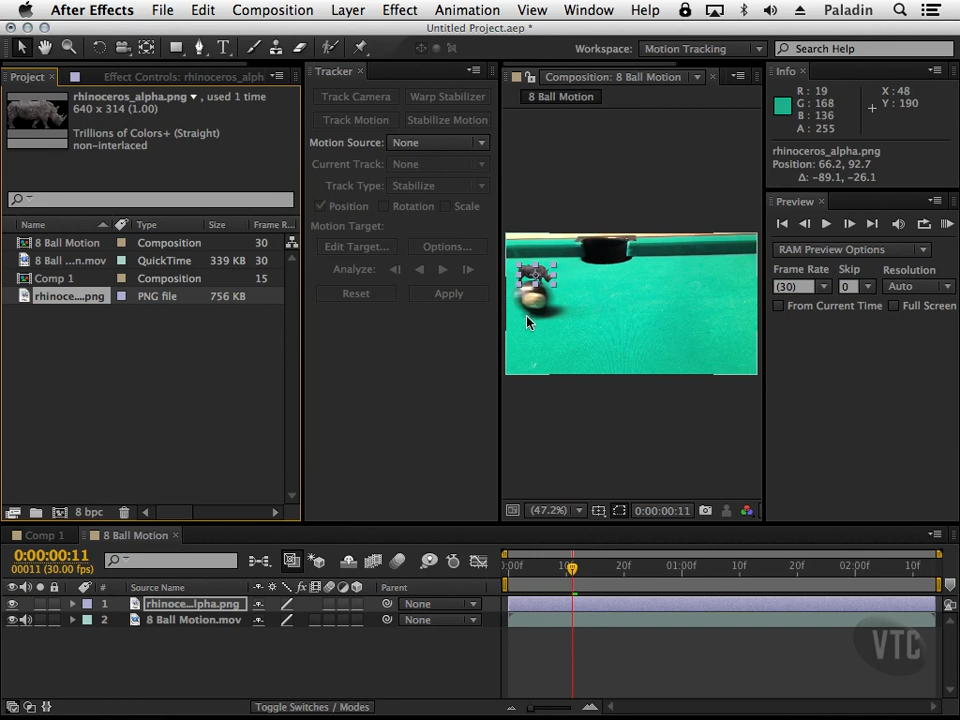 After Effects File Edit Composition Layer Effect Animation View Window Help Paladin
Untitled Project.aep *
Workspace: Motion Tracking Search Help
Project × Effect Controls: rhinoceros_alph
rhinoceros_alpha.png ▼ , used 1 time
640 x 314 (1.00)
Trillions of Colors+ (Straight)
non-interlaced
Name Type Size Frame R
8 Ball Motion Composition 30
8 Ball ...n.mov QuickTime 339 KB 30
Comp 1 Composition 15
rhinoce....png PNG file 756 KB
8 bpc
Tracker ×
Track Camera Warp Stabilizer
Track Motion Stabilize Motion
Motion Source: None
Current Track: None
Track Type: Stabilize
Position Rotation Scale
Motion Target:
Edit Target... Options...
Analyze:
Reset Apply
Composition: 8 Ball Motion
8 Ball Motion
(47.2%) 0:00:00:11
Info ×
R : 19 X : 48
G : 168 Y : 190
B : 136
A : 255
rhinoceros_alpha.png
Position: 66.2, 92.7
Δ: -89.1, -26.1
Preview ×
RAM Preview Options
Frame Rate Skip Resolution
(30) 0 Auto
From Current Time Full Screen
Comp 1 8 Ball Motion ×
0:00:00:11
00011 (30.00 fps)
:00f 10f 20f 01:00f 10f 20f 02:00f 10f
# Source Name Parent
1 rhinoce...lpha.png None
2 8 Ball Motion.mov None
VTC
Toggle Switches / Modes